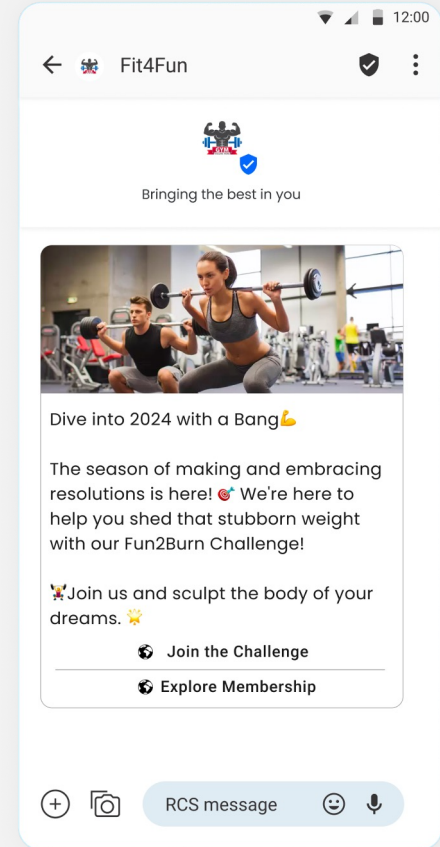 12:00
Fit4Fun
GYM
Bringing the best in you
Dive into 2024 with a Bang💪
The season of making and embracing
resolutions is here! 🎯 We're here to
help you shed that stubborn weight
with our Fun2Burn Challenge!
🏋️Join us and sculpt the body of your
dreams. 🌟
Join the Challenge
Explore Membership
RCS message